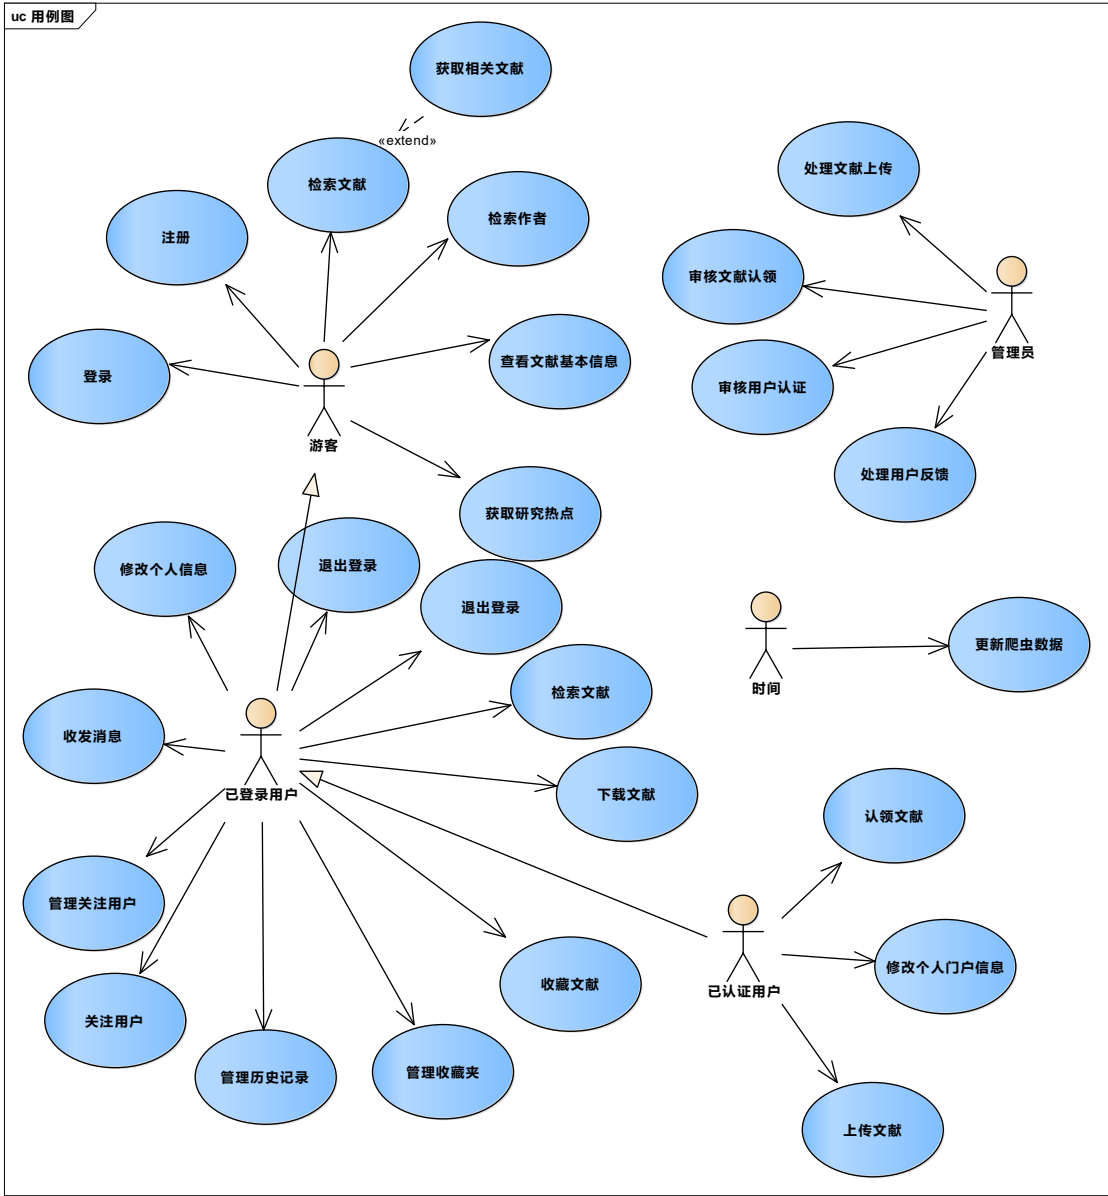 uc 用例图
获取相关文献
«extend»
检索文献
处理文献上传
检索作者
注册
审核文献认领
管理员
查看文献基本信息
登录
审核用户认证
游客
处理用户反馈
获取研究热点
修改个人信息
退出登录
退出登录
更新爬虫数据
时间
检索文献
收发消息
已登录用户
下载文献
认领文献
管理关注用户
修改个人门户信息
收藏文献
已认证用户
关注用户
管理历史记录
管理收藏夹
上传文献